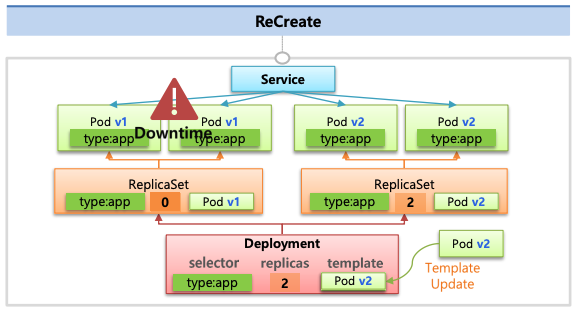 ReCreate
Service
Pod v1
type:app
Pod v1
type:app
Downtime
Pod v2
type:app
Pod v2
type:app
ReplicaSet
type:app 0 Pod v1
ReplicaSet
type:app 2 Pod v2
Deployment
selector replicas template
type:app 2 Pod v2
Pod v2
Template
Update